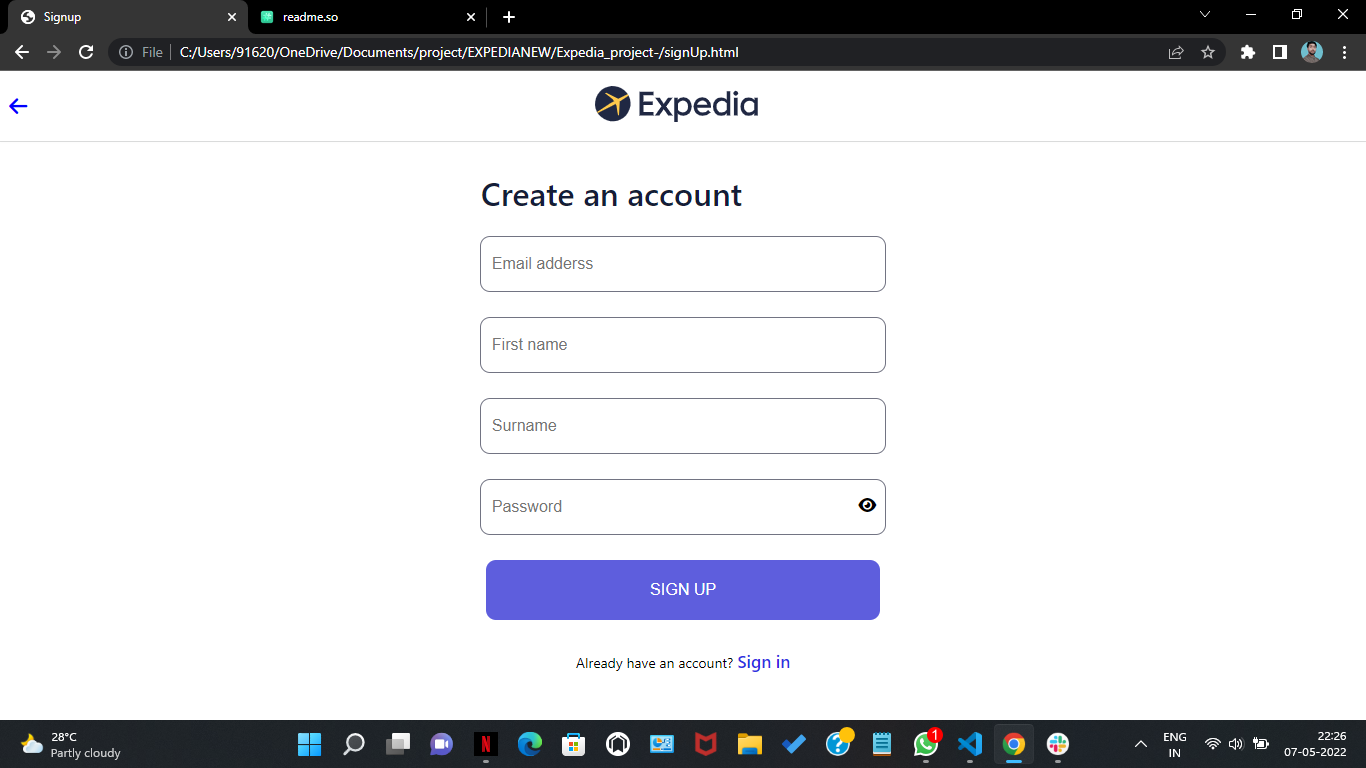 Signup
readme.so
File
C:/Users/91620/OneDrive/Documents/project/EXPEDIANEW/Expedia_project-/signUp.html
Expedia
Create an account
Email adderss
First name
Surname
Password
SIGN UP
Already have an account? Sign in
28°C
Partly cloudy
N
1
ENG
IN
22:26
07-05-2022